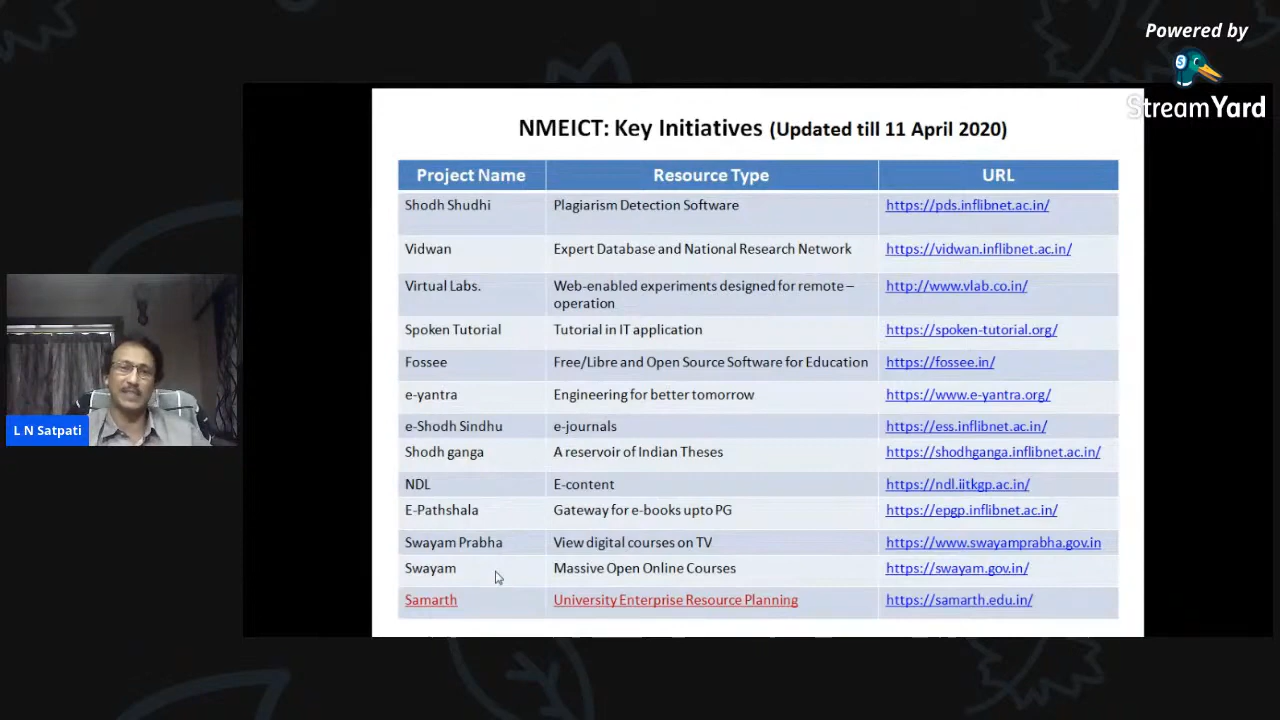 Powered by
StreamYard
NMEICT: Key Initiatives (Updated till 11 April 2020)
Project Name Resource Type URL
Shodh Shudhi Plagiarism Detection Software https://pds.inflibnet.ac.in/
Vidwan Expert Database and National Research Network https://vidwan.inflibnet.ac.in/
Virtual Labs. Web-enabled experiments designed for remote – http://www.vlab.co.in/
operation
Spoken Tutorial Tutorial in IT application https://spoken-tutorial.org/
Fossee Free/Libre and Open Source Software for Education https://fossee.in/
e-yantra Engineering for better tomorrow https://www.e-yantra.org/
e-Shodh Sindhu e-journals https://ess.inflibnet.ac.in/
Shodh ganga A reservoir of Indian Theses https://shodhganga.inflibnet.ac.in/
NDL E-content https://ndl.iitkgp.ac.in/
E-Pathshala Gateway for e-books upto PG https://epgp.inflibnet.ac.in/
Swayam Prabha View digital courses on TV https://www.swayamprabha.gov.in
Swayam Massive Open Online Courses https://swayam.gov.in/
Samarth University Enterprise Resource Planning https://samarth.edu.in/
L N Satpati